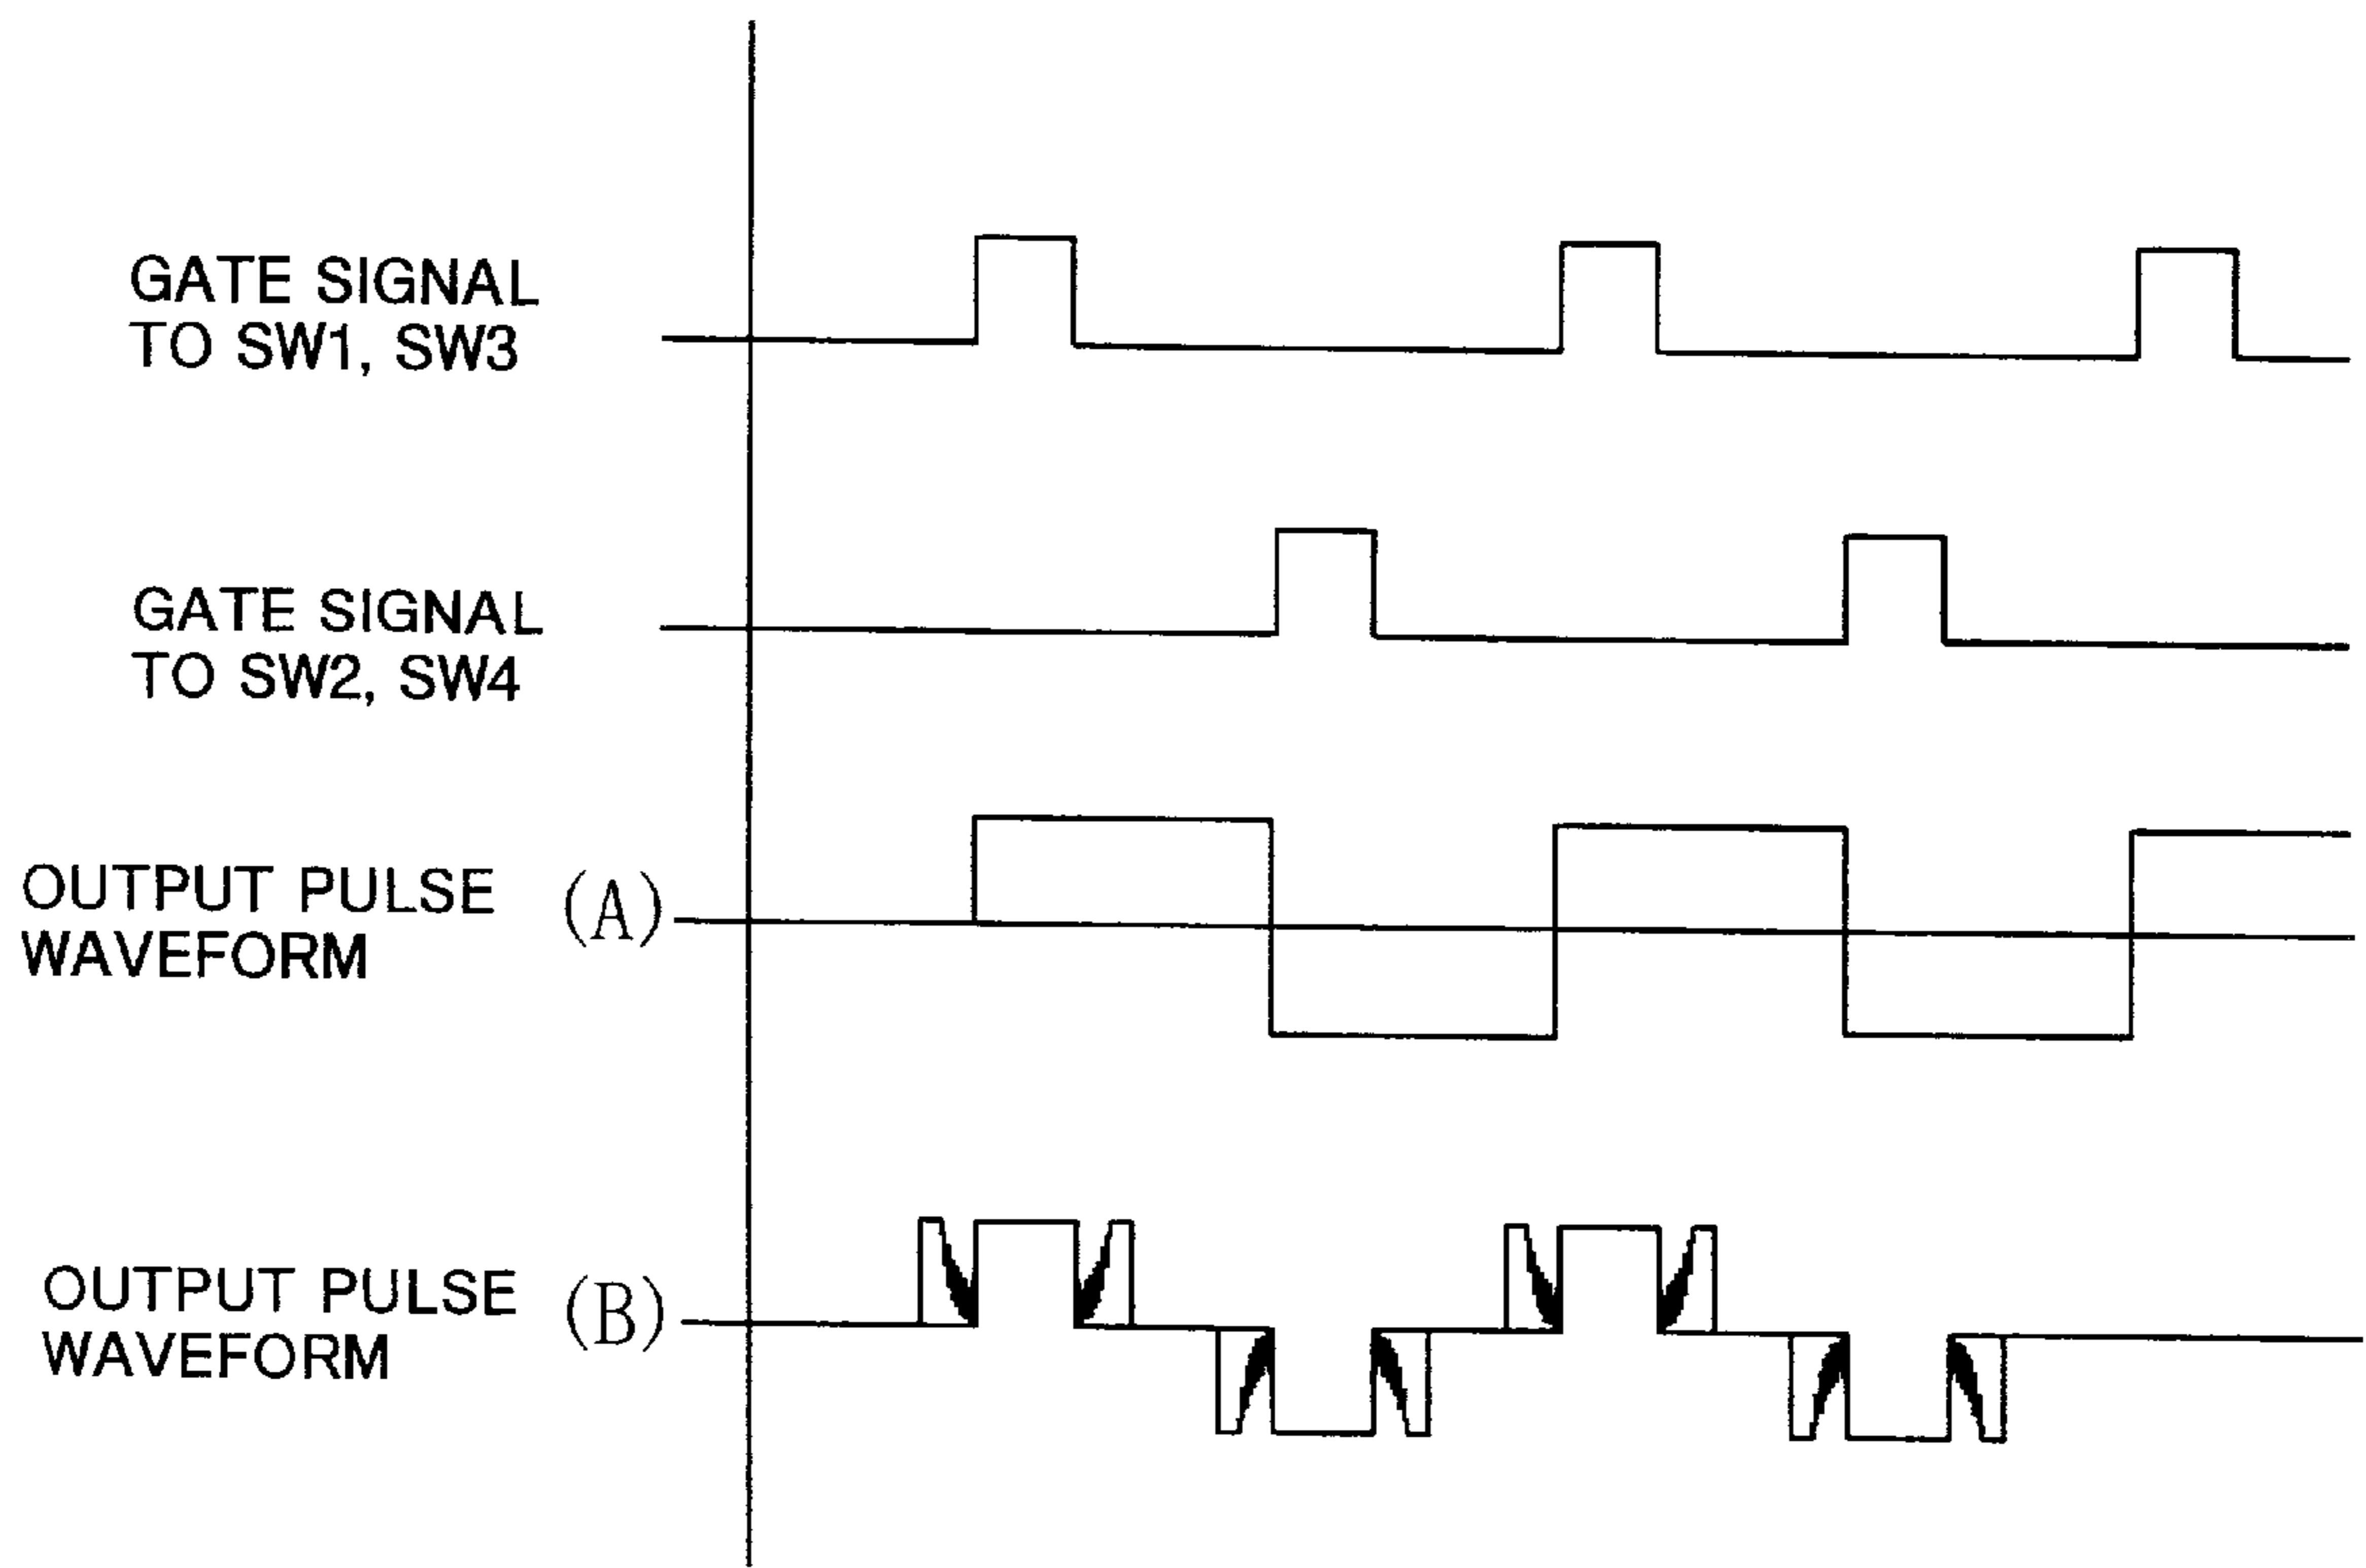 GATE SIGNAL
TO SW1, SW3
GATE SIGNAL
TO SW2, SW4
OUTPUT PULSE (A)
WAVEFORM
OUTPUT PULSE (B)
WAVEFORM